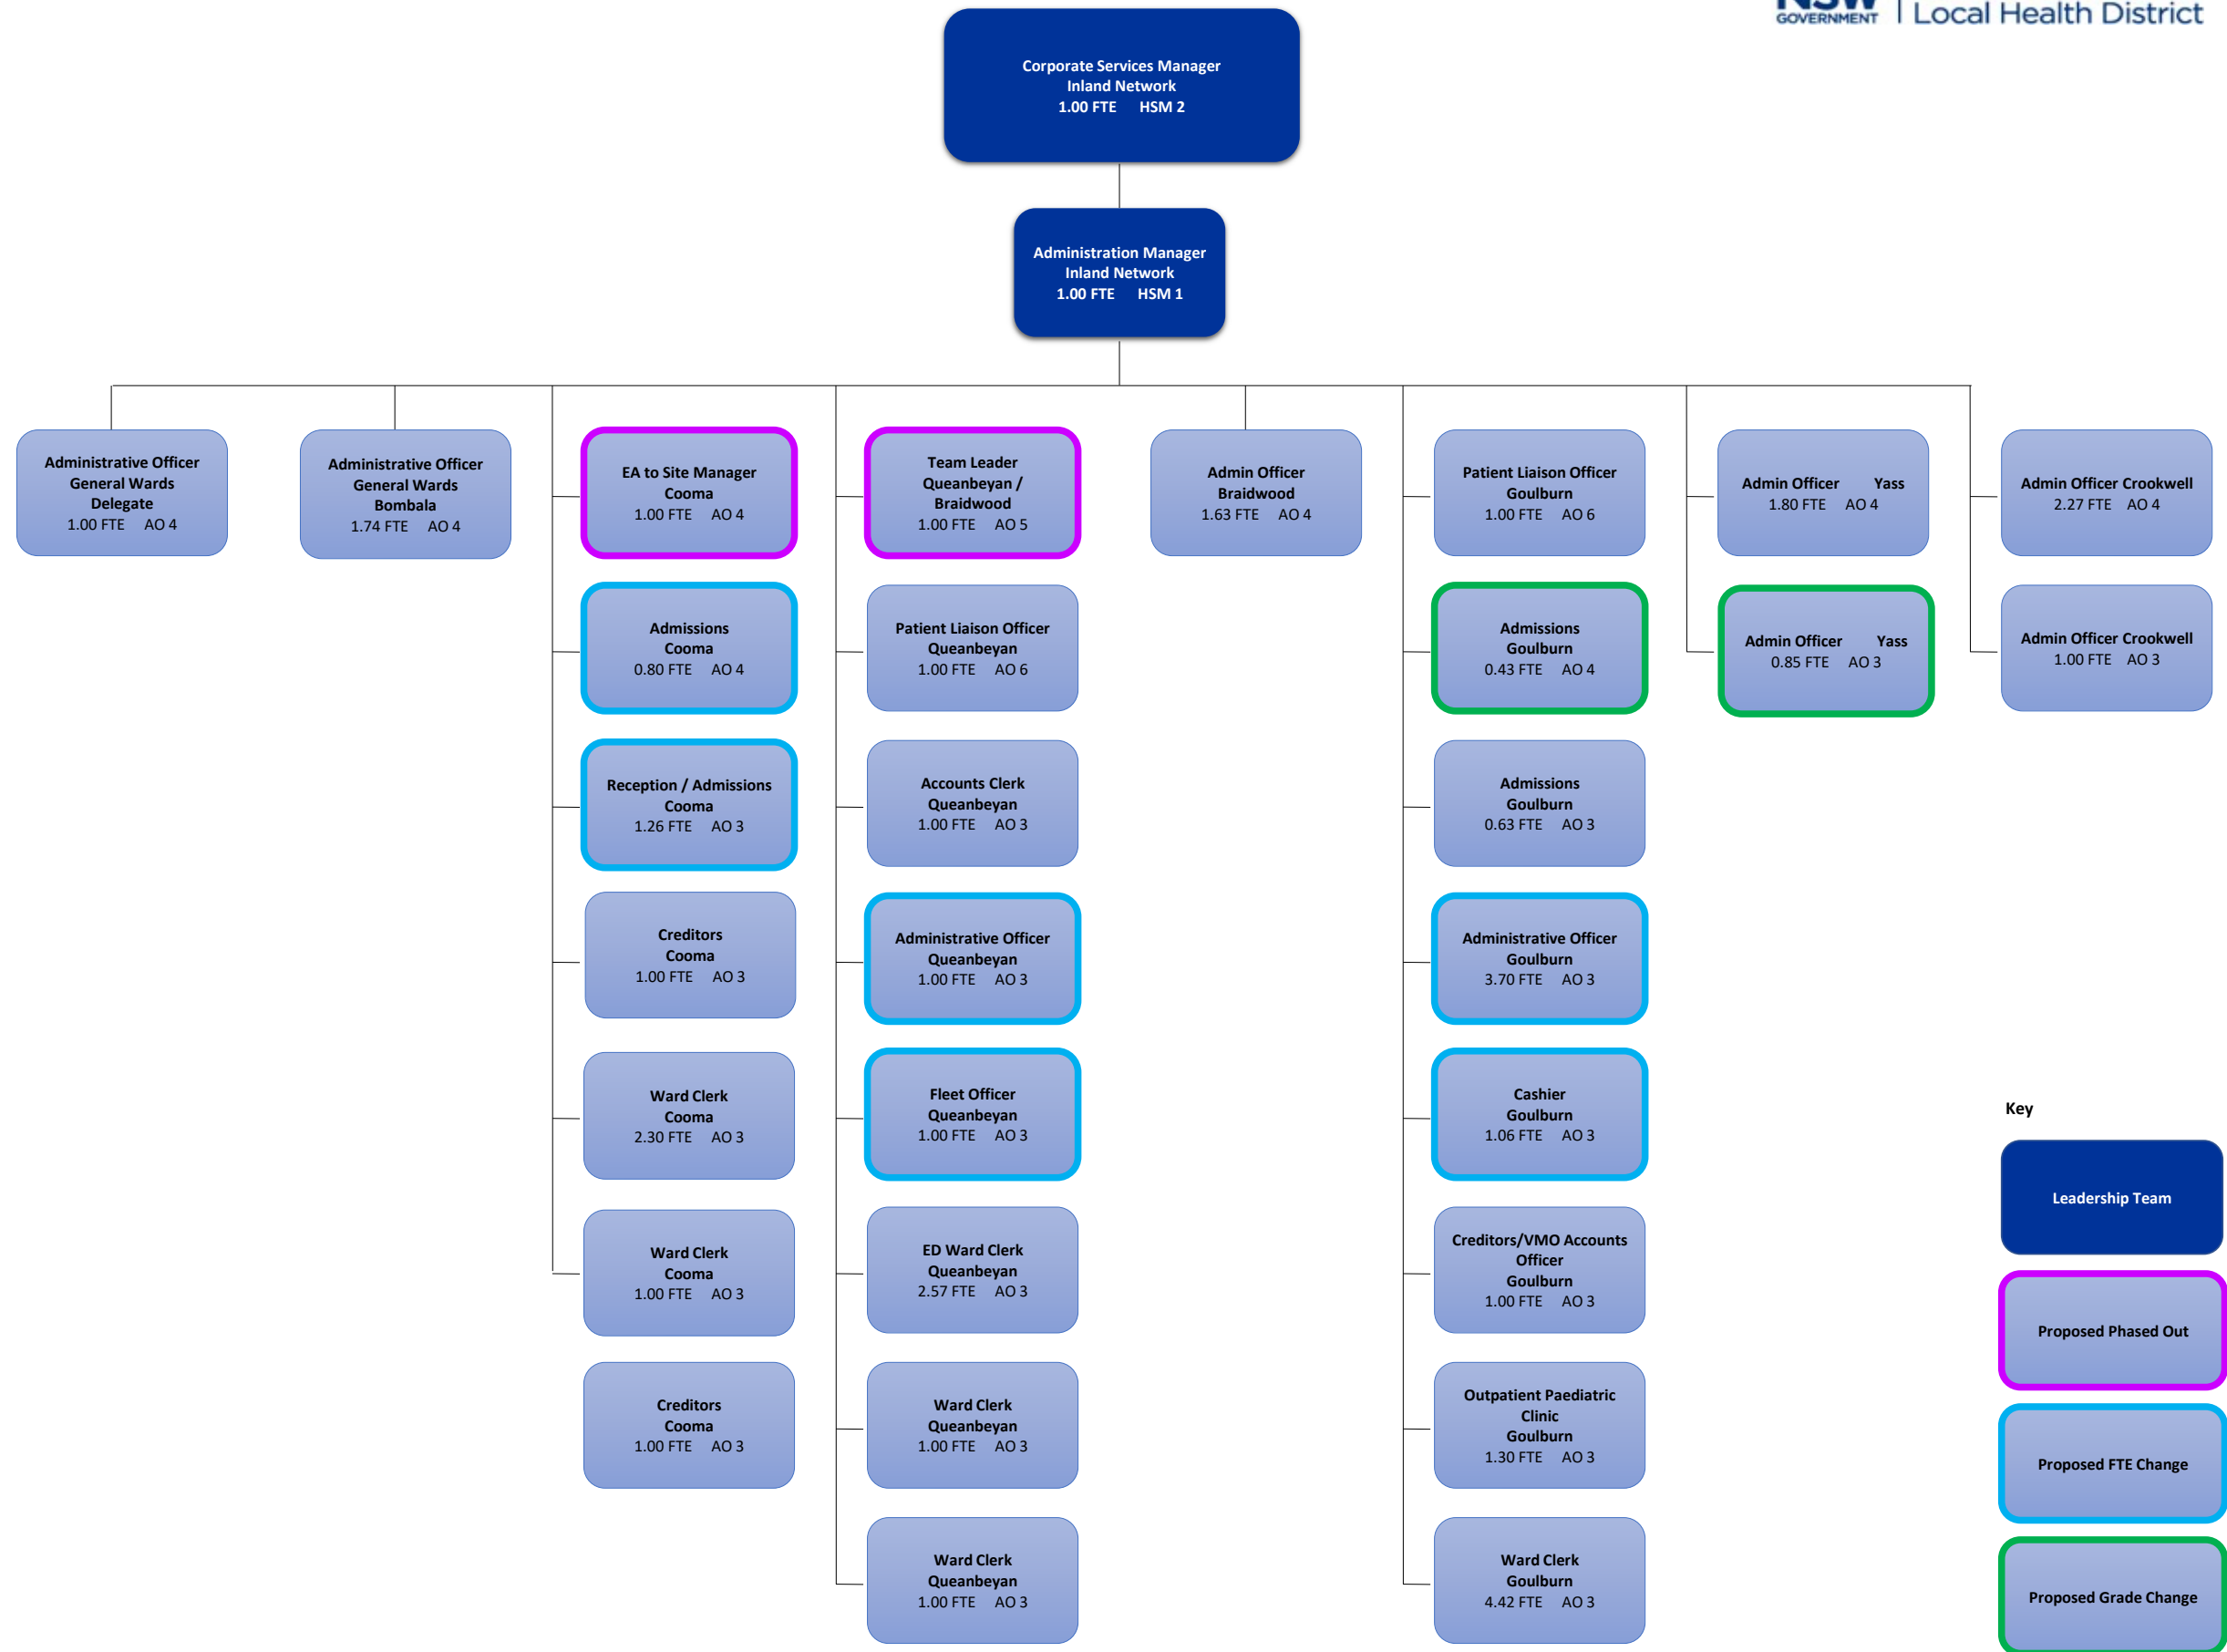 NSW
GOVERNMENT
Local Health District
Corporate Services Manager
Inland Network
1.00 FTE HSM 2
Administration Manager
Inland Network
1.00 FTE HSM 1
Administrative Officer
General Wards
Delegate
1.00 FTE AO 4
Administrative Officer
General Wards
Bombala
1.74 FTE AO 4
EA to Site Manager
Cooma
1.00 FTE AO 4
Admissions
Cooma
0.80 FTE AO 4
Reception / Admissions
Cooma
1.26 FTE AO 3
Creditors
Cooma
1.00 FTE AO 3
Ward Clerk
Cooma
2.30 FTE AO 3
Ward Clerk
Cooma
1.00 FTE AO 3
Creditors
Cooma
1.00 FTE AO 3
Team Leader
Queanbeyan /
Braidwood
1.00 FTE AO 5
Patient Liaison Officer
Queanbeyan
1.00 FTE AO 6
Accounts Clerk
Queanbeyan
1.00 FTE AO 3
Administrative Officer
Queanbeyan
1.00 FTE AO 3
Fleet Officer
Queanbeyan
1.00 FTE AO 3
ED Ward Clerk
Queanbeyan
2.57 FTE AO 3
Ward Clerk
Queanbeyan
1.00 FTE AO 3
Ward Clerk
Queanbeyan
1.00 FTE AO 3
Admin Officer
Braidwood
1.63 FTE AO 4
Patient Liaison Officer
Goulburn
1.00 FTE AO 6
Admissions
Goulburn
0.43 FTE AO 4
Admissions
Goulburn
0.63 FTE AO 3
Administrative Officer
Goulburn
3.70 FTE AO 3
Cashier
Goulburn
1.06 FTE AO 3
Creditors/VMO Accounts
Officer
Goulburn
1.00 FTE AO 3
Outpatient Paediatric
Clinic
Goulburn
1.30 FTE AO 3
Ward Clerk
Goulburn
4.42 FTE AO 3
Admin Officer Yass
1.80 FTE AO 4
Admin Officer Yass
0.85 FTE AO 3
Admin Officer Crookwell
2.27 FTE AO 4
Admin Officer Crookwell
1.00 FTE AO 3
Key
Leadership Team
Proposed Phased Out
Proposed FTE Change
Proposed Grade Change